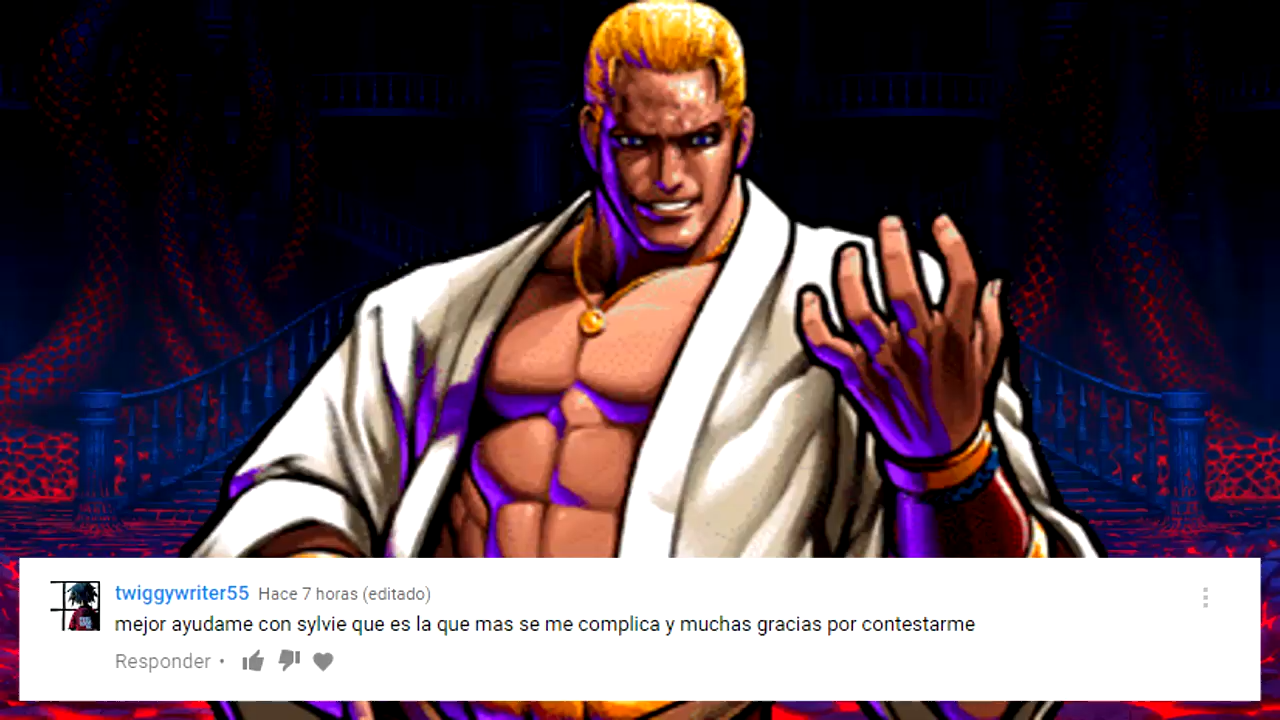 twiggywriter55 Hace 7 horas (editado)
mejor ayudame con sylvie que es la que mas se me complica y muchas gracias por contestarme
Responder •